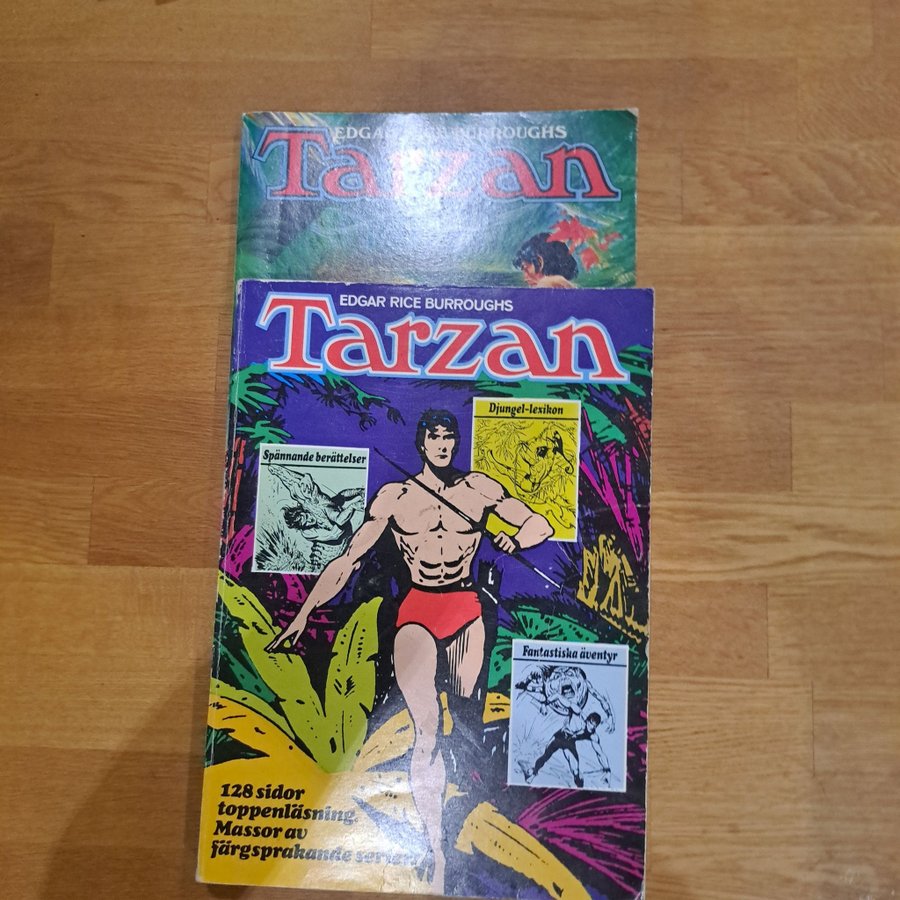 EDGAR RICE BURROUGHS
Tarzan
EDGAR RICE BURROUGHS
Tarzan
Djungel-lexikon
Spännande berättelser
Fantastiska äventyr
128 sidor
toppenläsning.
Massor av
färgsprakande serier.